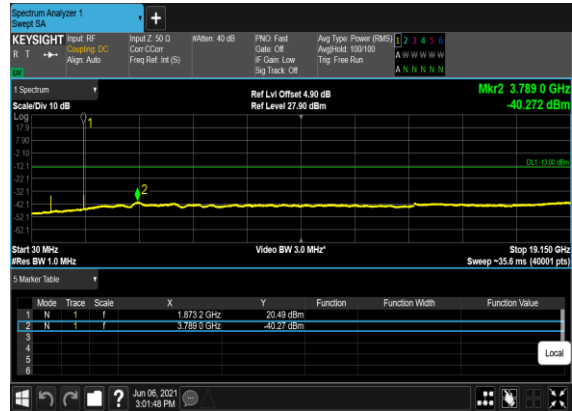 Spectrum Analyzer 1
Swept SA
+
KEYSIGHT Input: RF Input Z: 50 Ω #Atten: 40 dB PNO: Fast Avg Type: Power (RMS) 1 2 3 4 5 6
R T Coupling: DC Corr CCorr Gate: Off Avg|Hold: 100/100 A W W W W W
Align: Auto Freq Ref: Int (S) IF Gain: Low Trig: Free Run
Sig Track: Off A N N N N N
1 Spectrum Ref Lvl Offset 4.90 dB Mkr2 3.789 0 GHz
Scale/Div 10 dB Ref Level 27.90 dBm -40.272 dBm
Log
17.9
7.90
-2.10
-12.1
-22.1
-32.1
-42.1
-52.1
-62.1
1
DL1 -13.00 dBm
2
Start 30 MHz Video BW 3.0 MHz* Stop 19.150 GHz
#Res BW 1.0 MHz Sweep ~35.6 ms (40001 pts)
5 Marker Table
Mode Trace Scale X Y Function Function Width Function Value
1 N 1 f 1.873 2 GHz 20.49 dBm
2 N 1 f 3.789 0 GHz -40.27 dBm
3
4
5
6
Local
? Jun 06, 2021
3:01:48 PM